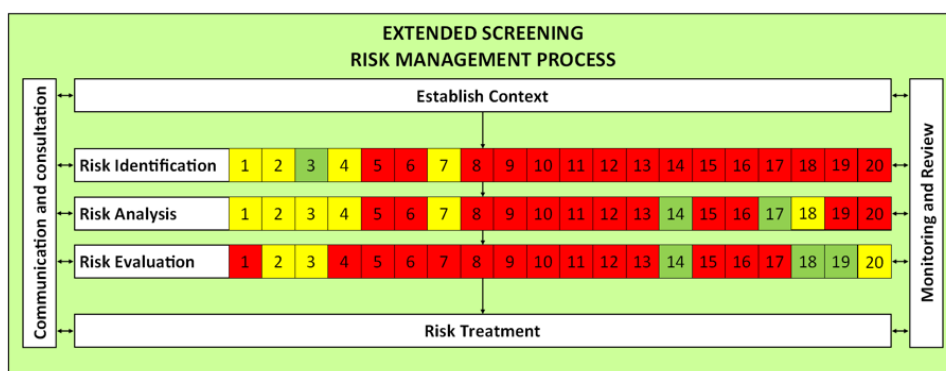 EXTENDED SCREENING
RISK MANAGEMENT PROCESS
Communication and consultation
Establish Context
Risk Identification 1 2 3 4 5 6 7 8 9 10 11 12 13 14 15 16 17 18 19 20
Risk Analysis 1 2 3 4 5 6 7 8 9 10 11 12 13 14 15 16 17 18 19 20
Risk Evaluation 1 2 3 4 5 6 7 8 9 10 11 12 13 14 15 16 17 18 19 20
Risk Treatment
Monitoring and Review